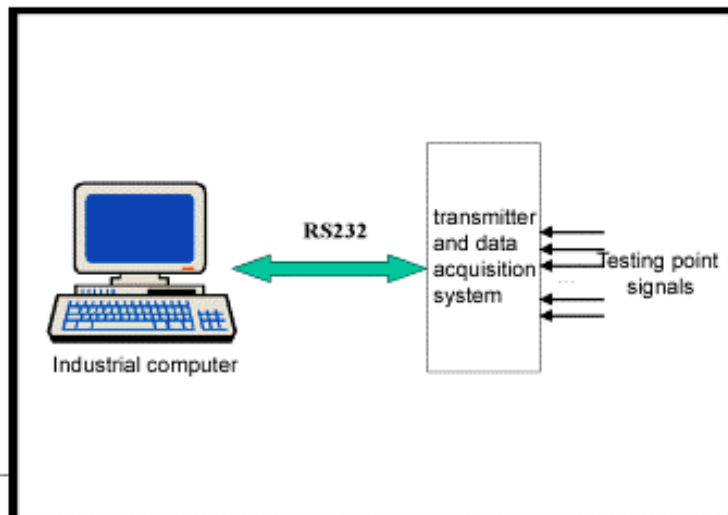 RS232
transmitter
and data
acquisition
system
Testing point
...
signals
Industrial computer